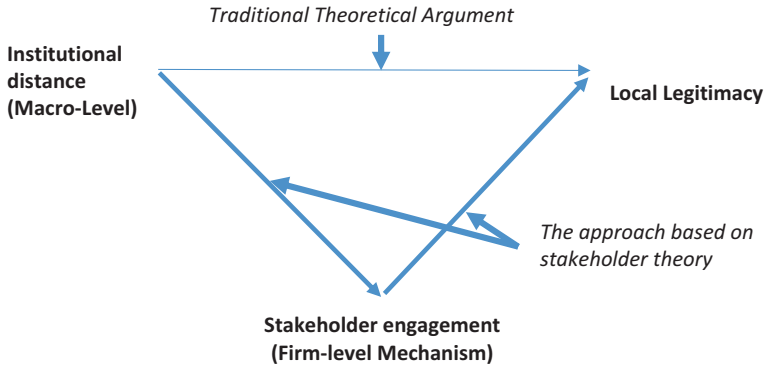 Traditional Theoretical Argument
Institutional
distance
(Macro-Level)
Local Legitimacy
The approach based on
stakeholder theory
Stakeholder engagement
(Firm-level Mechanism)